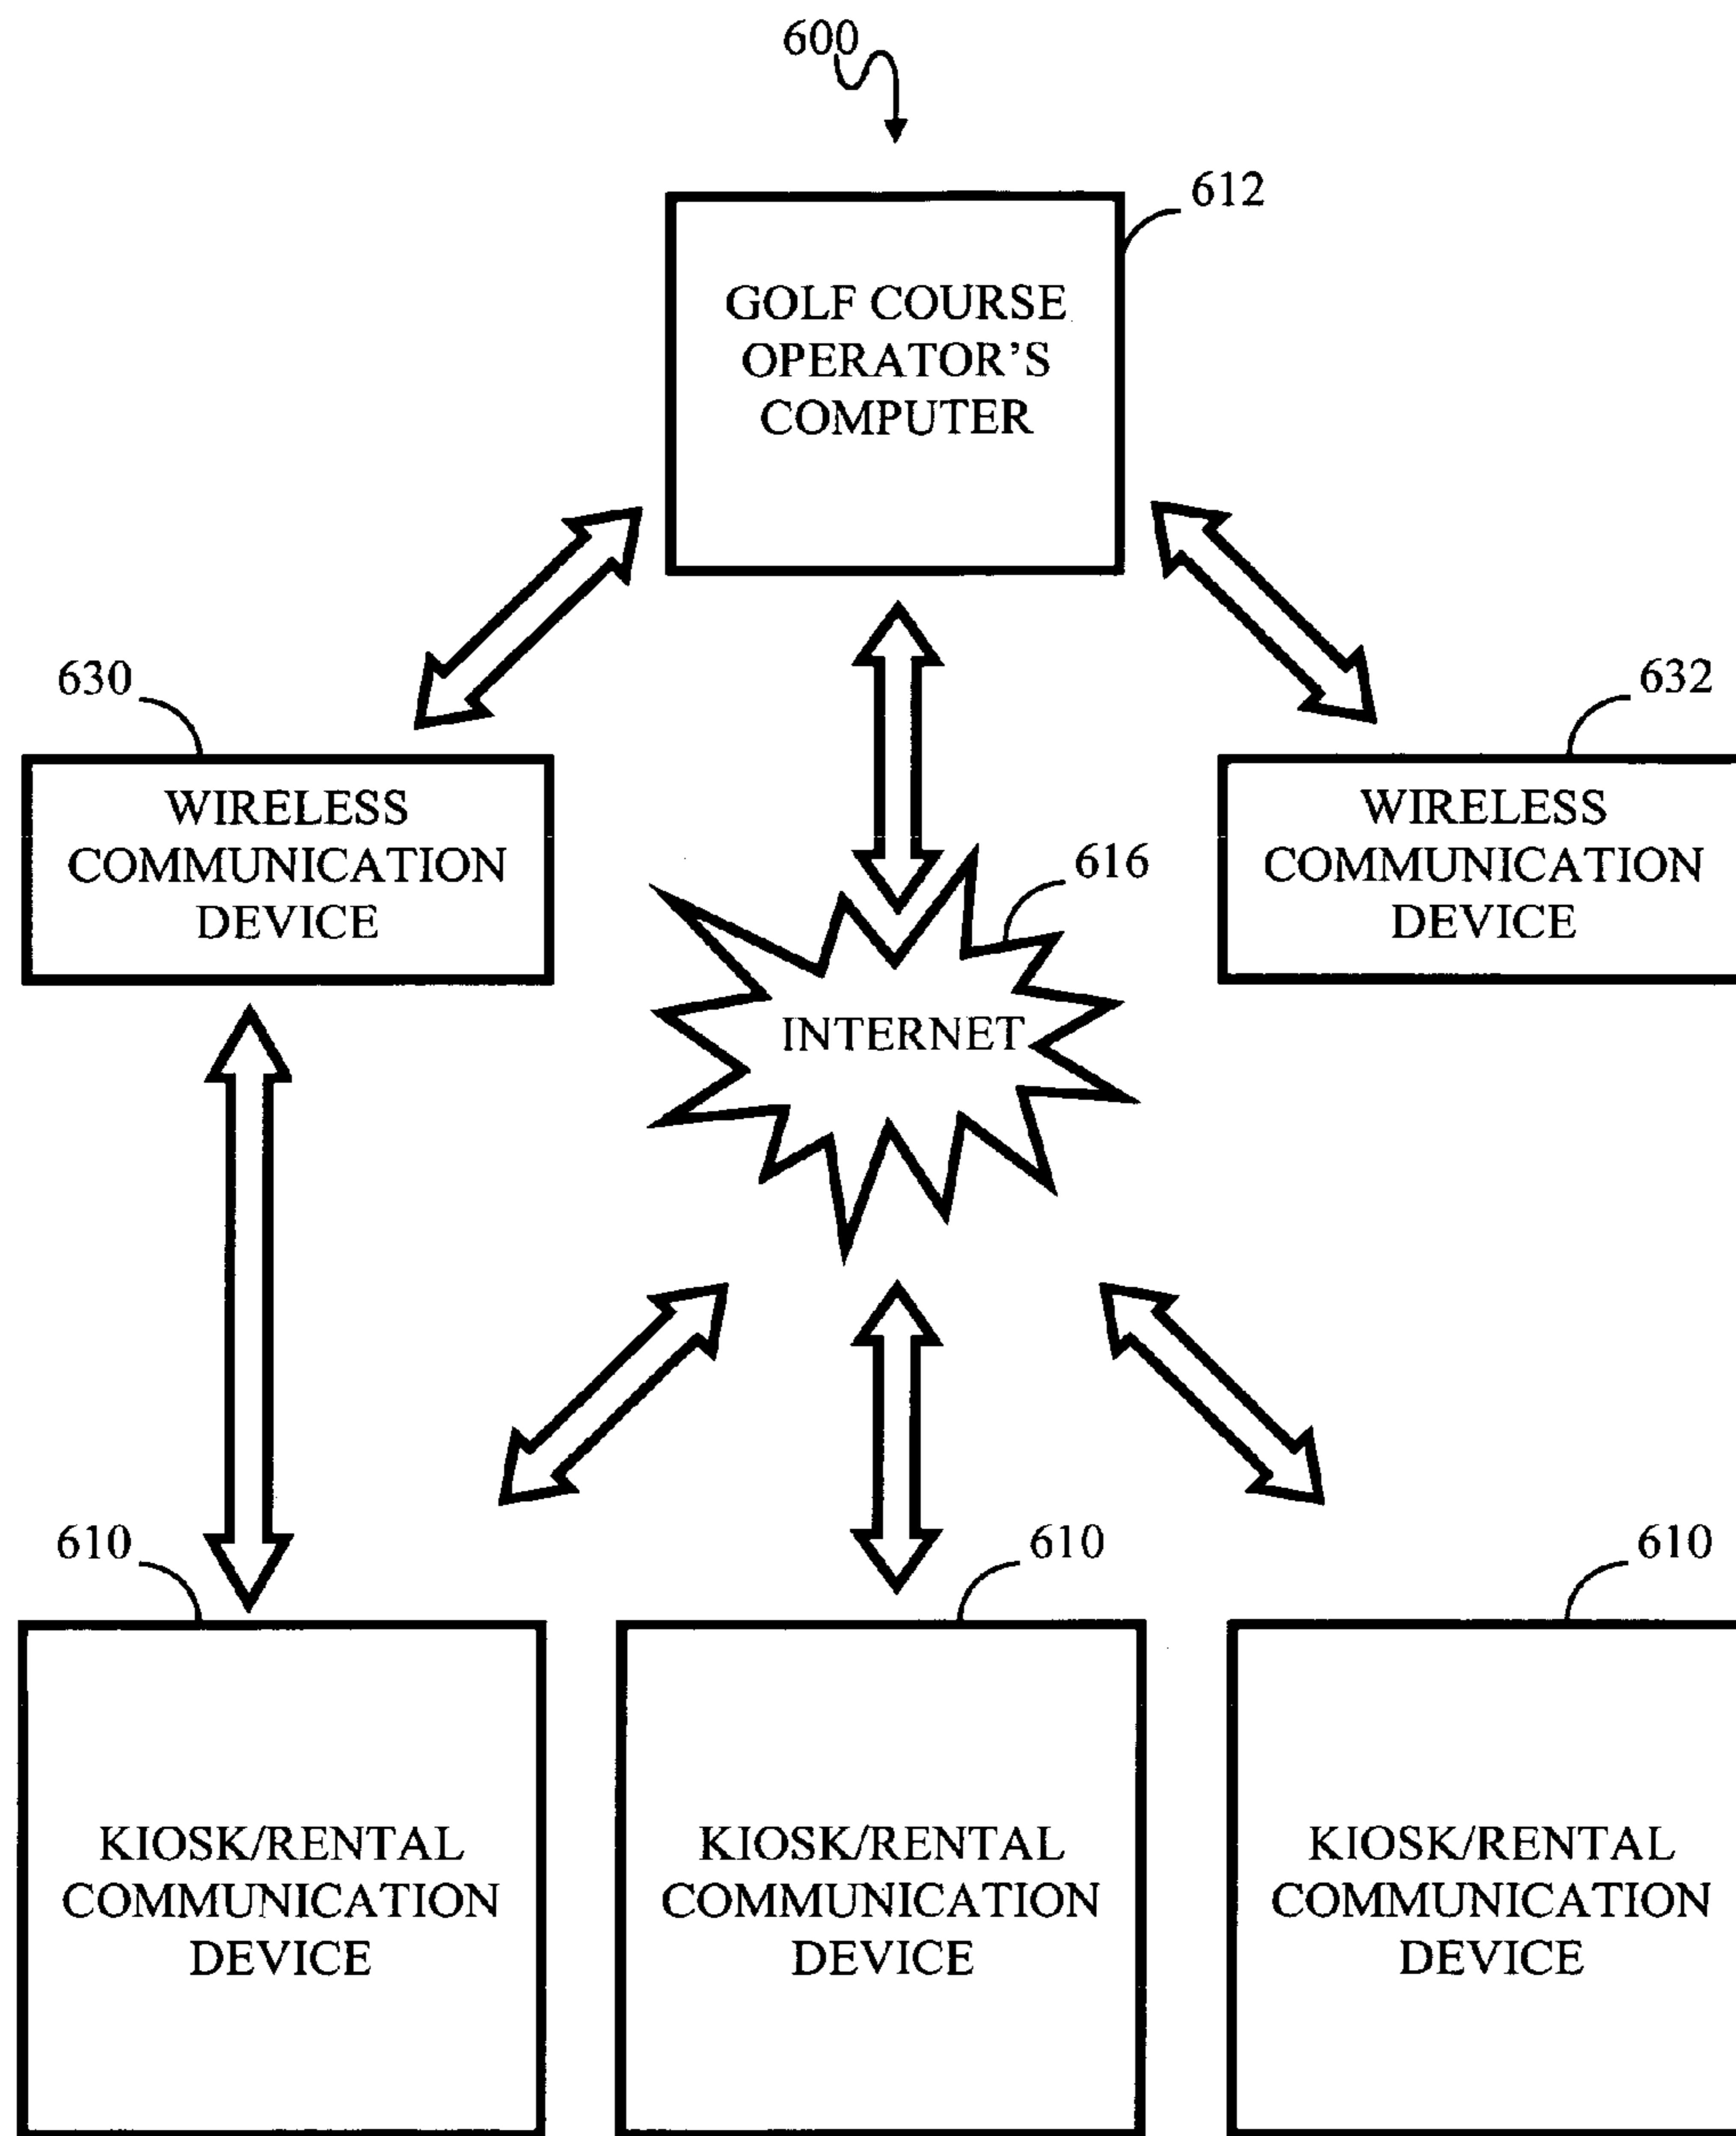 600
612
GOLF COURSE
OPERATOR'S
COMPUTER
630
WIRELESS
COMMUNICATION
DEVICE
632
WIRELESS
COMMUNICATION
DEVICE
616
INTERNET
610
KIOSK/RENTAL
COMMUNICATION
DEVICE
610
KIOSK/RENTAL
COMMUNICATION
DEVICE
610
KIOSK/RENTAL
COMMUNICATION
DEVICE